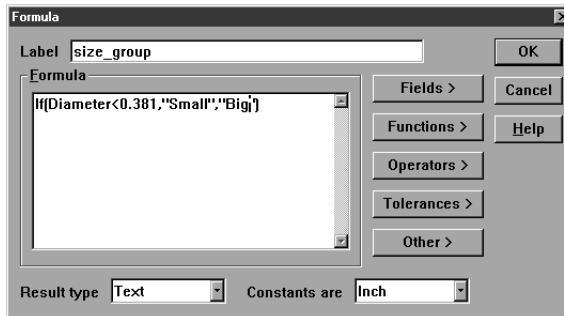 Formula
Label size_group OK
Formula
If(Diameter<0.381,"Small","Big") Fields > Cancel
Functions > Help
Operators >
Tolerances >
Other >
Result type Text Constants are Inch